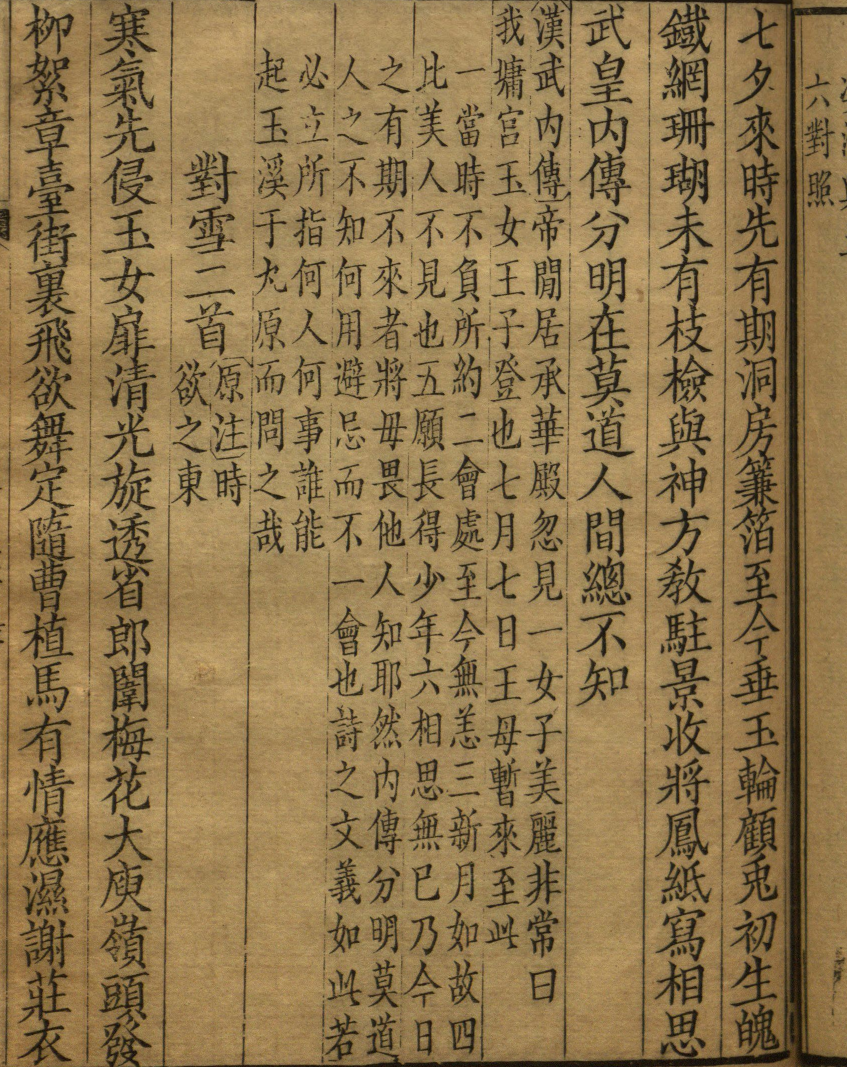 六對照
七夕來時先有期洞房簾箔至今垂玉輪顧兎初生魄
鐵網珊瑚未有枝檢與神方敎駐景收將鳳紙寫相思
武皇內傳分明在莫道人間總不知
漢武內傳帝閒居承華殿忽見一女子美麗非常曰
我墉宮玉女王子登也七月七日王母暫來至此
一當時不負所約二會處至今無恙三新月如故四
比美人不見也五願長得少年六相思無已乃今日
之有期不來者將毋畏他人知耶然內傳分明莫道
人之不知何用避忌而不一會也詩之文義如此若
必立所指何人何事誰能
起玉溪于九原而問之哉
對雪二首
原注時
欲之東
寒氣先侵玉女扉清光旋透省郎闈梅花大庾嶺頭發
柳絮章臺街裏飛欲舞定隨曹植馬有情應濕謝莊衣